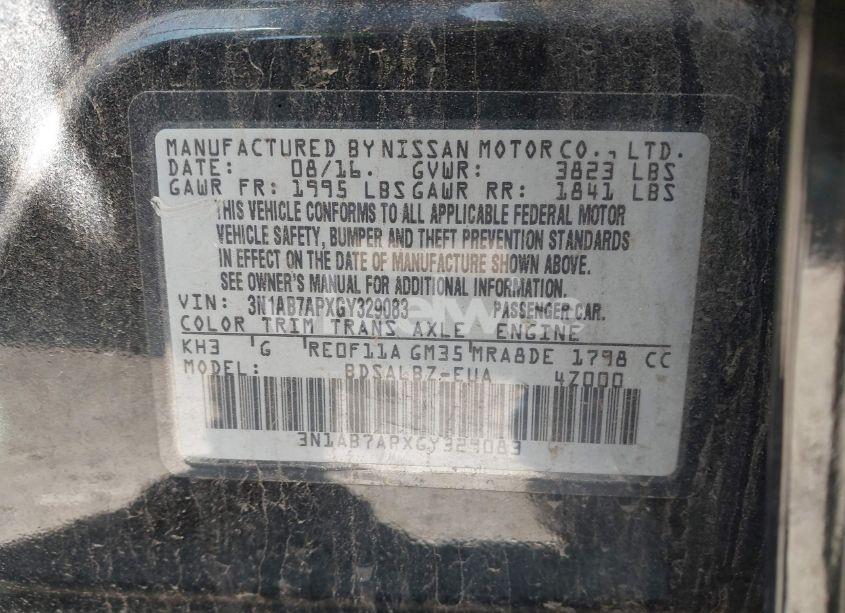 MANUFACTURED BY NISSAN MOTOR CO., LTD.
DATE: 08/16. GVWR: 3823 LBS
GAWR FR: 1995 LBS GAWR RR: 1841 LBS
THIS VEHICLE CONFORMS TO ALL APPLICABLE FEDERAL MOTOR
VEHICLE SAFETY, BUMPER AND THEFT PREVENTION STANDARDS
IN EFFECT ON THE DATE OF MANUFACTURE SHOWN ABOVE.
SEE OWNER'S MANUAL FOR ADDITIONAL INFORMATION.
VIN: 3N1AB7APXGY329083 PASSENGER CAR.
COLOR TRIM TRANS AXLE ENGINE
KH3 G RE0F11A GM35 MRA8DE 1798 CC
MODEL: BDSALBZ-EUA 4Z000
3N1AB7APXGY329083